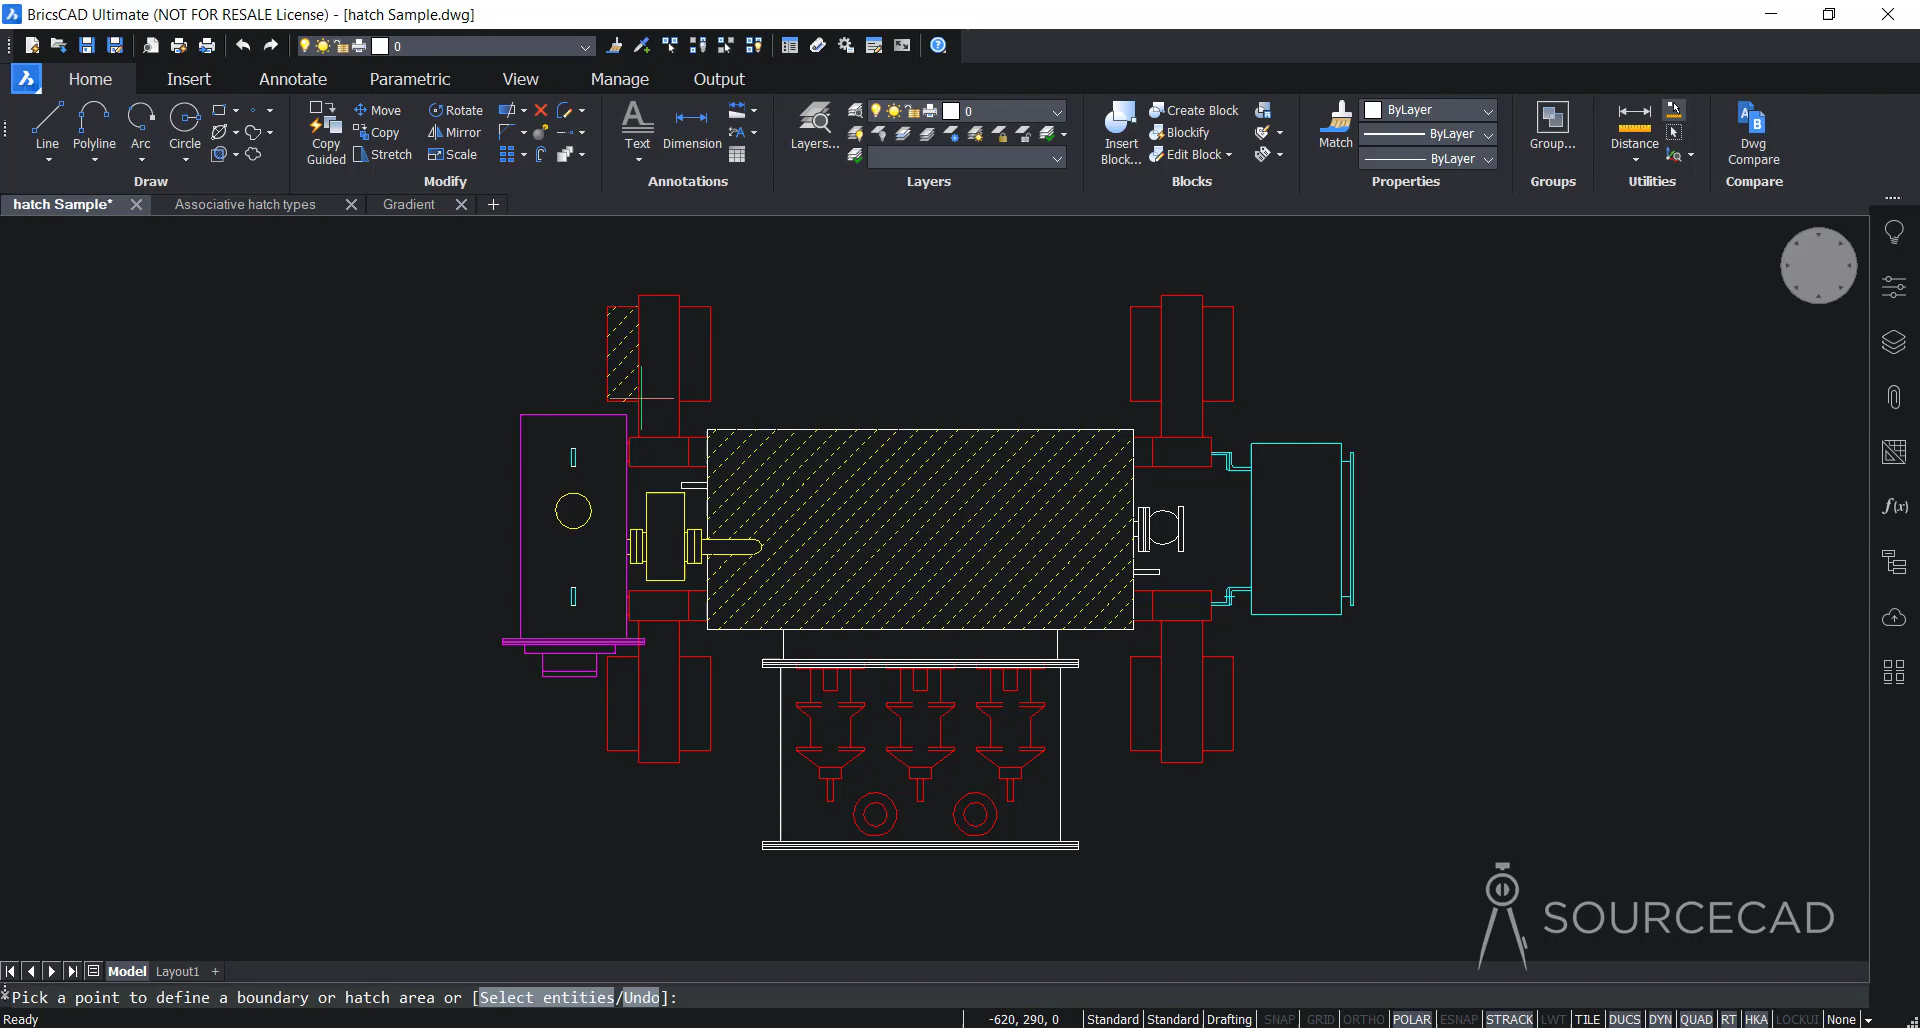 BricsCAD Ultimate (NOT FOR RESALE License) - [hatch Sample.dwg]
0
Home Insert Annotate Parametric View Manage Output
Line Polyline Arc Circle
Copy Guided
Move Rotate
Copy Mirror
Stretch Scale
Text Dimension
Layers...
0
Insert Block...
Create Block
Blockify
Edit Block
Match
ByLayer
ByLayer
ByLayer
Group...
Distance
Dwg Compare
Draw Modify Annotations Layers Blocks Properties Groups Utilities Compare
hatch Sample* Associative hatch types Gradient
f(x)
SOURCECAD
Model Layout1 +
Pick a point to define a boundary or hatch area or [Select entities/Undo]:
Ready -620, 290, 0 Standard Standard Drafting SNAP GRID ORTHO POLAR ESNAP STRACK LWT TILE DUCS DYN QUAD RT HKA LOCKUI None